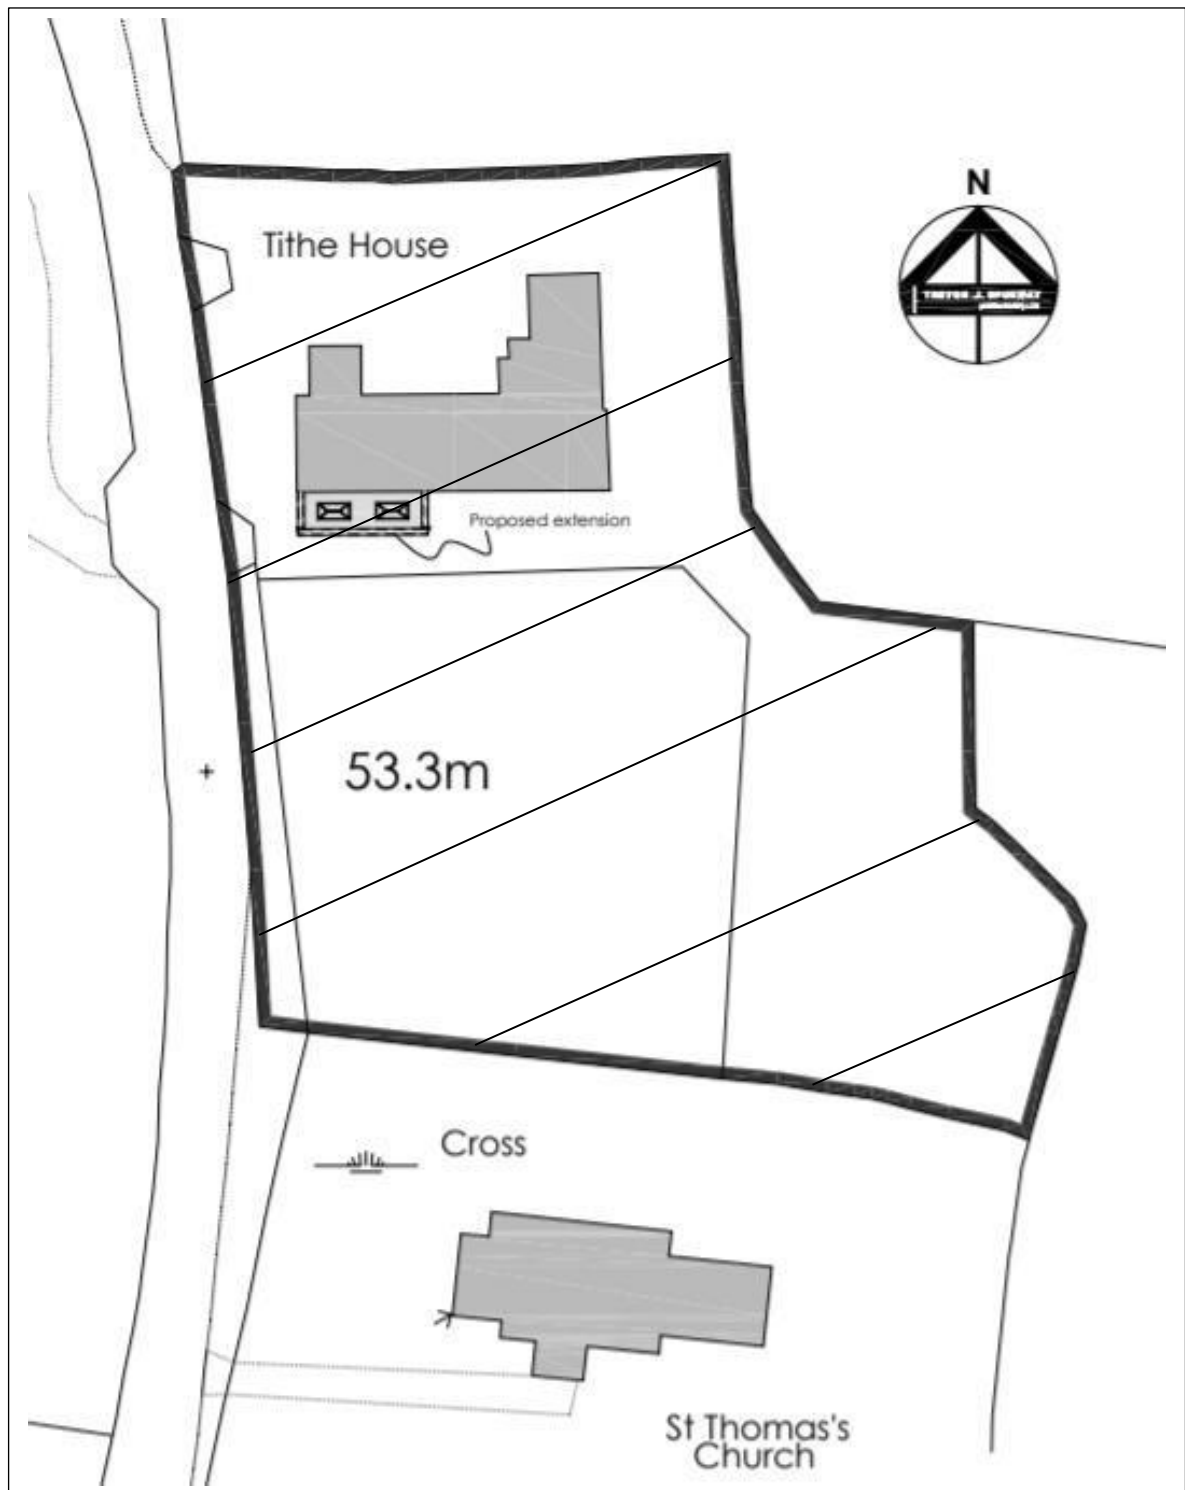 N
Tithe House
Proposed extension
53.3m
Cross
St Thomas's
Church